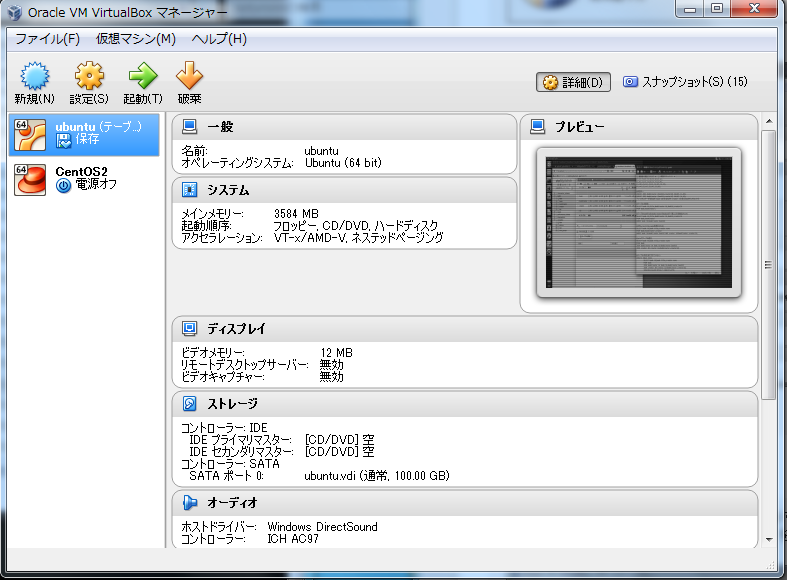 Oracle VM VirtualBox マネージャー
ファイル(F) 仮想マシン(M) ヘルプ(H)
新規(N) 設定(S) 起動(T) 破棄
詳細(D) スナップショット(S) (15)
64 ubuntu (テーブ...)
保存
64 CentOS2
電源オフ
一般
名前: ubuntu
オペレーティングシステム: Ubuntu (64 bit)
システム
メインメモリー: 3584 MB
起動順序: フロッピー, CD/DVD, ハードディスク
アクセラレーション: VT-x/AMD-V, ネステッドページング
プレビュー
ディスプレイ
ビデオメモリー: 12 MB
リモートデスクトップサーバー: 無効
ビデオキャプチャー: 無効
ストレージ
コントローラー: IDE
IDE プライマリマスター: [CD/DVD] 空
IDE セカンダリマスター: [CD/DVD] 空
コントローラー: SATA
SATA ポート 0: ubuntu.vdi (通常, 100.00 GB)
オーディオ
ホストドライバー: Windows DirectSound
コントローラー: ICH AC97